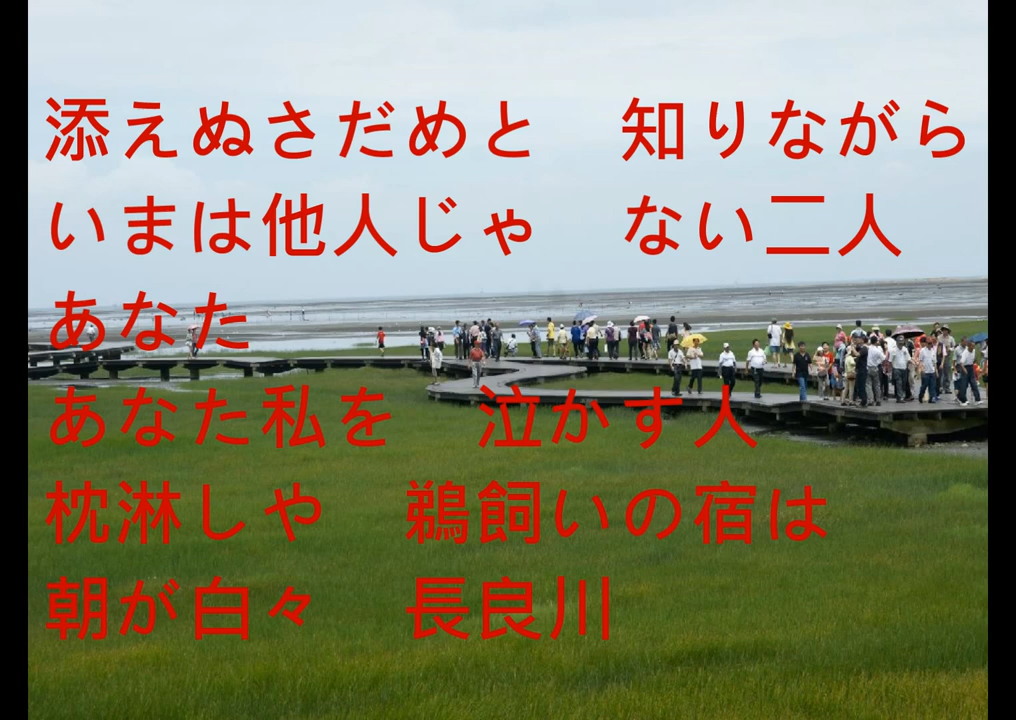 添えぬさだめと　知りながら
いまは他人じゃ　ない二人
あなた
あなた私を　泣かす人
枕淋しや　鵜飼いの宿は
朝が白々　長良川